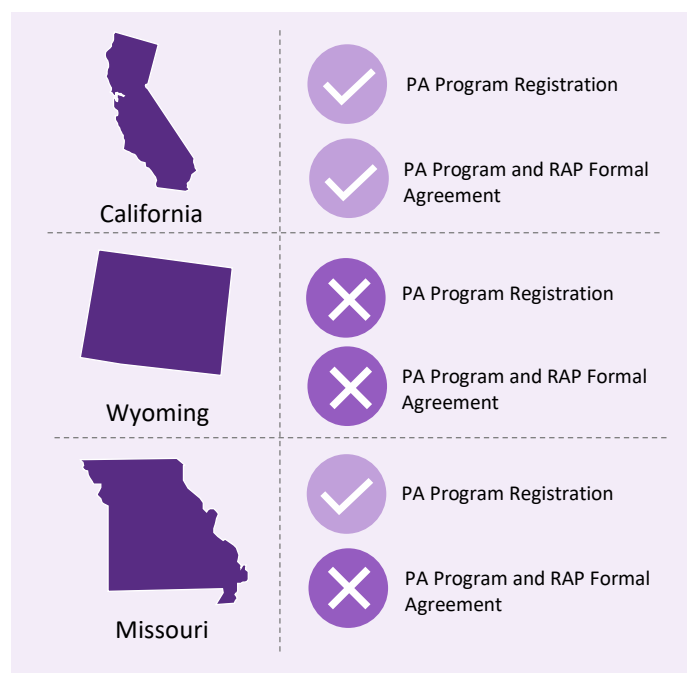 California
PA Program Registration
PA Program and RAP Formal
Agreement
Wyoming
PA Program Registration
PA Program and RAP Formal
Agreement
Missouri
PA Program Registration
PA Program and RAP Formal
Agreement